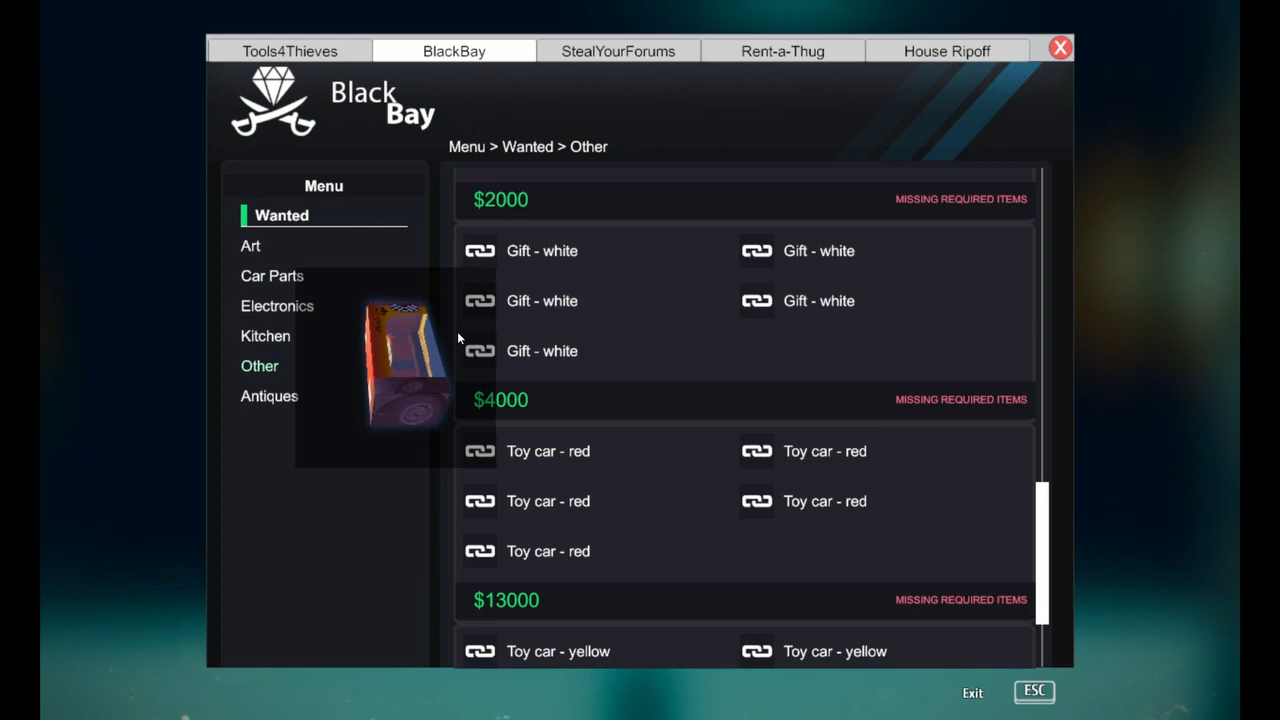 Tools4Thieves BlackBay StealYourForums Rent-a-Thug House Ripoff X
Black
Bay
Menu > Wanted > Other
Menu
Wanted
Art
Car Parts
Electronics
Kitchen
Other
Antiques
$2000 MISSING REQUIRED ITEMS
Gift - white Gift - white
Gift - white Gift - white
Gift - white
$4000 MISSING REQUIRED ITEMS
Toy car - red Toy car - red
Toy car - red Toy car - red
Toy car - red
$13000 MISSING REQUIRED ITEMS
Toy car - yellow Toy car - yellow
Exit ESC